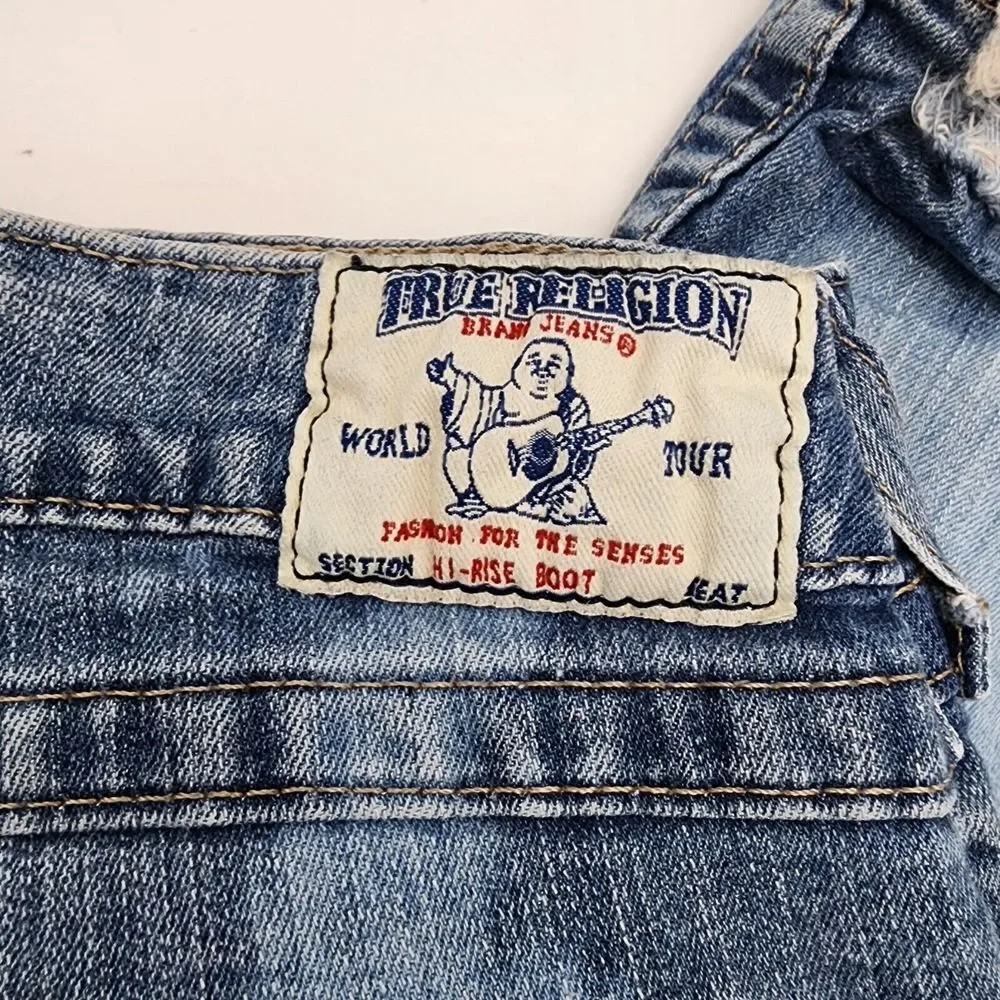 TRUE RELIGION
BRAND JEANS®
WORLD TOUR
FASHION FOR THE SENSES
SECTION HI-RISE BOOT SEAT